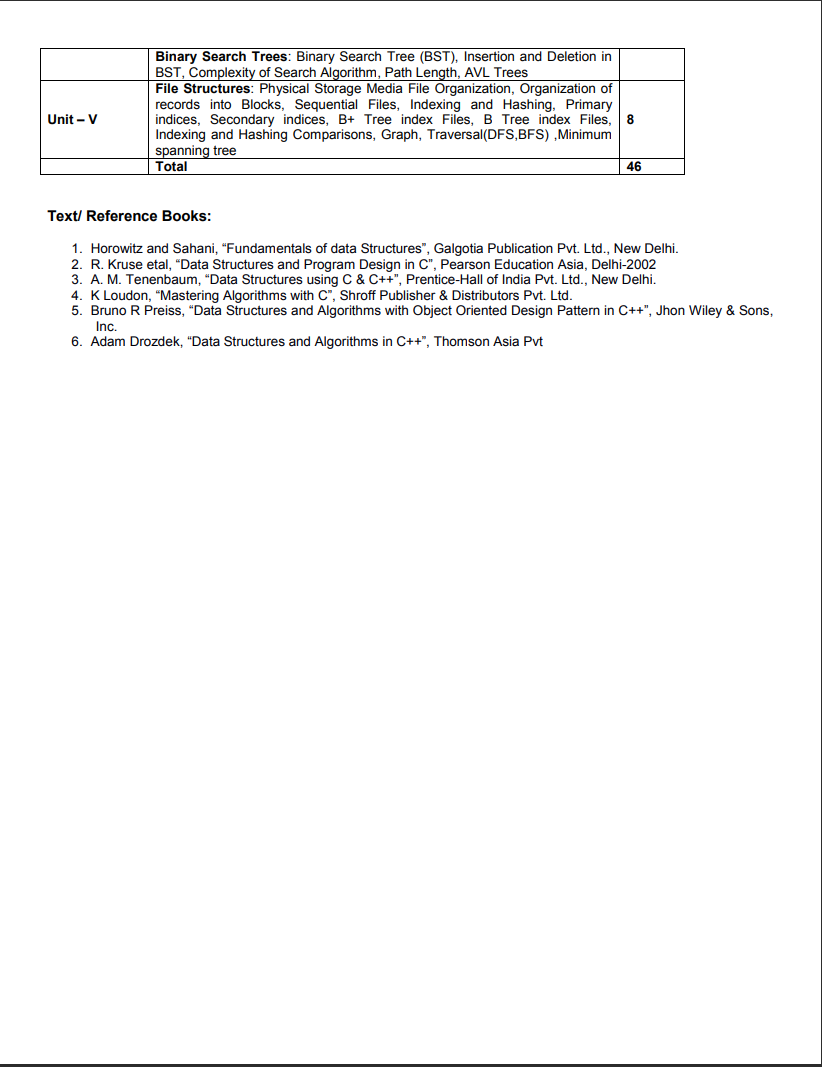 Binary Search Trees: Binary Search Tree (BST), Insertion and Deletion in
BST, Complexity of Search Algorithm, Path Length, AVL Trees
File Structures: Physical Storage Media File Organization, Organization of
records into Blocks, Sequential Files, Indexing and Hashing, Primary
Unit – V
indices, Secondary indices, B+ Tree index Files, B Tree index Files,
8
Indexing and Hashing Comparisons, Graph, Traversal(DFS,BFS) ,Minimum
spanning tree
Total
46
Text/ Reference Books:
1. Horowitz and Sahani, “Fundamentals of data Structures”, Galgotia Publication Pvt. Ltd., New Delhi.
2. R. Kruse etal, “Data Structures and Program Design in C”, Pearson Education Asia, Delhi-2002
3. A. M. Tenenbaum, “Data Structures using C & C++”, Prentice-Hall of India Pvt. Ltd., New Delhi.
4. K Loudon, “Mastering Algorithms with C”, Shroff Publisher & Distributors Pvt. Ltd.
5. Bruno R Preiss, “Data Structures and Algorithms with Object Oriented Design Pattern in C++”, Jhon Wiley & Sons,
Inc.
6. Adam Drozdek, “Data Structures and Algorithms in C++”, Thomson Asia Pvt